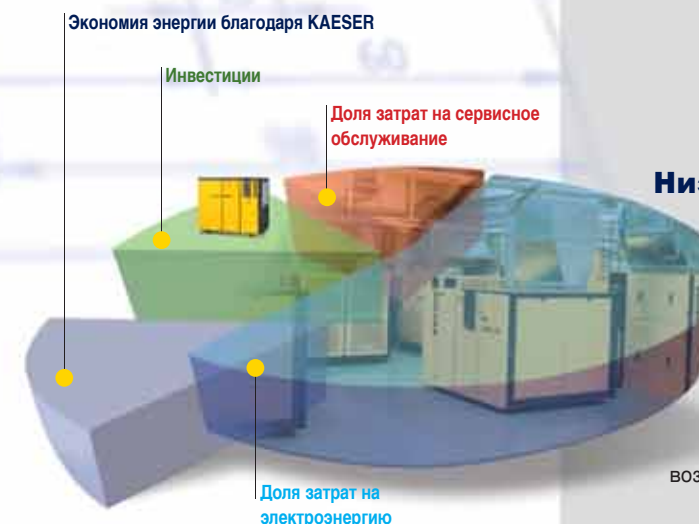 Экономия энергии благодаря KAESER
Инвестиции
Доля затрат на сервисное
обслуживание
Доля затрат на
электроэнергию